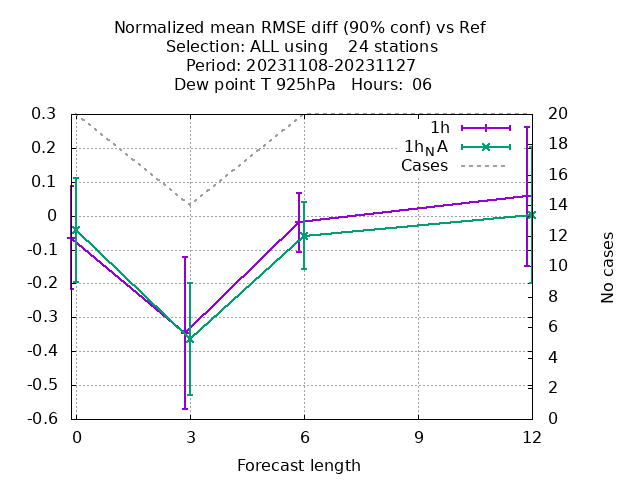 Normalized mean RMSE diff (90% conf) vs Ref
Selection: ALL using    24 stations
Period: 20231108-20231127
Dew point T 925hPa   Hours:  06
0.3
0.2
0.1
0
-0.1
-0.2
-0.3
-0.4
-0.5
-0.6
1h
1h_NA
Cases
20
18
16
14
12
10
8
6
4
2
0
No cases
0 3 6 9 12
Forecast length